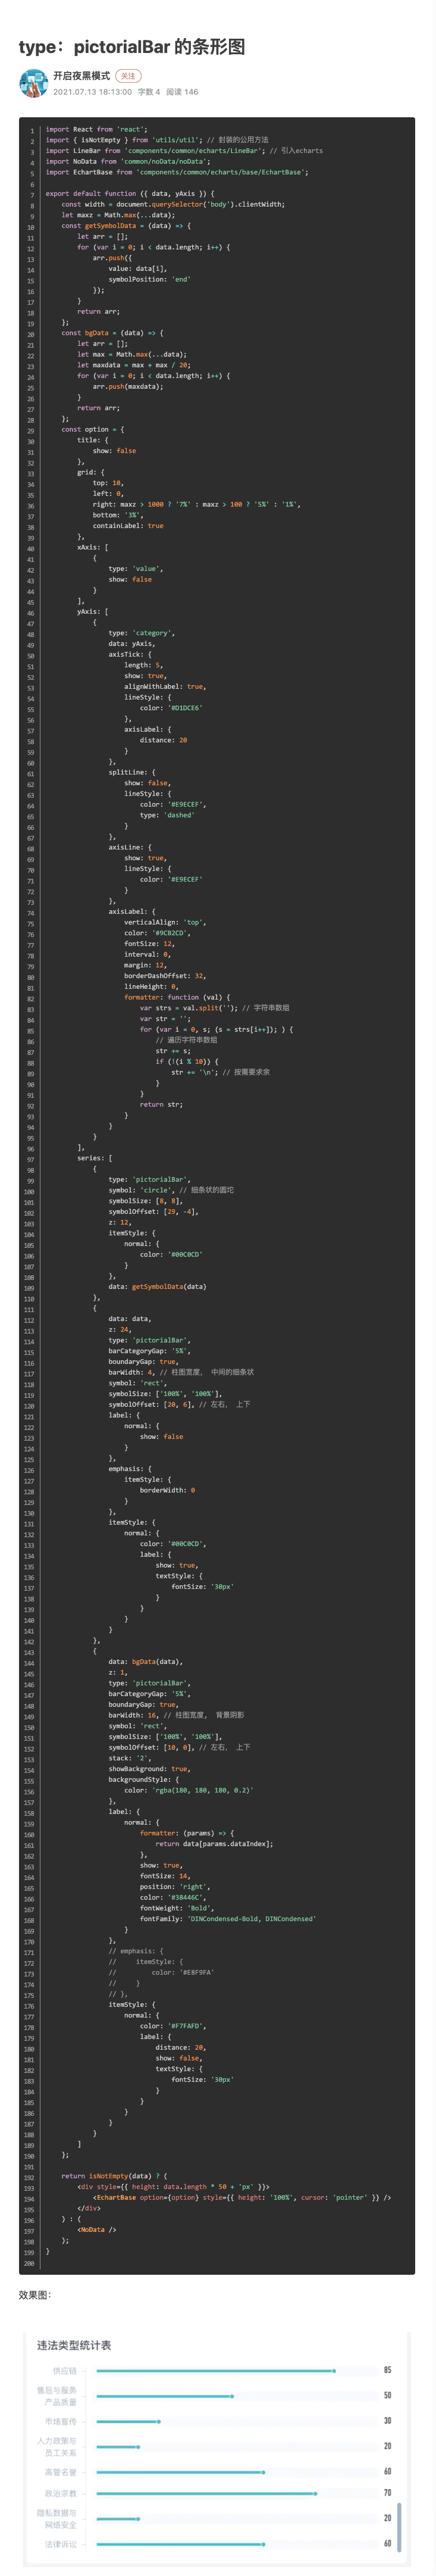 type：pictorialBar 的条形图
开启夜黑模式 关注
2021.07.13 18:13:00 字数 4 阅读 146
1 import React from 'react';
2 import { isNotEmpty } from 'utils/util'; // 封装的公用方法
3 import LineBar from 'components/common/echarts/LineBar'; // 引入echarts
4 import NoData from 'common/noData/noData';
5 import EchartBase from 'components/common/echarts/base/EchartBase';
6
7 export default function ({ data, yAxis }) {
8 const width = document.querySelector('body').clientWidth;
9 let maxz = Math.max(...data);
10 const getSymbolData = (data) => {
11 let arr = [];
12 for (var i = 0; i < data.length; i++) {
13 arr.push({
14 value: data[i],
15 symbolPosition: 'end'
16 });
17 }
18 return arr;
19 };
20 const bgData = (data) => {
21 let arr = [];
22 let max = Math.max(...data);
23 let maxdata = max + max / 20;
24 for (var i = 0; i < data.length; i++) {
25 arr.push(maxdata);
26 }
27 return arr;
28 };
29 const option = {
30 title: {
31 show: false
32 },
33 grid: {
34 top: 10,
35 left: 0,
36 right: maxz > 1000 ? '7%' : maxz > 100 ? '5%' : '1%',
37 bottom: '3%',
38 containLabel: true
39 },
40 xAxis: [
41 {
42 type: 'value',
43 show: false
44 }
45 ],
46 yAxis: [
47 {
48 type: 'category',
49 data: yAxis,
50 axisTick: {
51 length: 5,
52 show: true,
53 alignWithLabel: true,
54 lineStyle: {
55 color: '#D1DCE6'
56 },
57 axisLabel: {
58 distance: 20
59 }
60 },
61 splitLine: {
62 show: false,
63 lineStyle: {
64 color: '#E9ECEF',
65 type: 'dashed'
66 }
67 },
68 axisLine: {
69 show: true,
70 lineStyle: {
71 color: '#E9ECEF'
72 }
73 },
74 axisLabel: {
75 verticalAlign: 'top',
76 color: '#9CB2CD',
77 fontSize: 12,
78 interval: 0,
79 margin: 12,
80 borderDashOffset: 32,
81 lineHeight: 0,
82 formatter: function (val) {
83 var strs = val.split(''); // 字符串数组
84 var str = '';
85 for (var i = 0, s; (s = strs[i++]); ) {
86 // 遍历字符串数组
87 str += s;
88 if (!(i % 10)) {
89 str += '\n'; // 按需要求余
90 }
91 }
92 return str;
93 }
94 }
95 }
96 ],
97 series: [
98 {
99 type: 'pictorialBar',
100 symbol: 'circle', // 细条状的圆坨
101 symbolSize: [8, 8],
102 symbolOffset: [29, -4],
103 z: 12,
104 itemStyle: {
105 normal: {
106 color: '#00C0CD'
107 }
108 },
109 data: getSymbolData(data)
110 },
111 {
112 data: data,
113 z: 24,
114 type: 'pictorialBar',
115 barCategoryGap: '5%',
116 boundaryGap: true,
117 barWidth: 4, // 柱图宽度， 中间的细条状
118 symbol: 'rect',
119 symbolSize: ['100%', '100%'],
120 symbolOffset: [20, 6], // 左右， 上下
121 label: {
122 normal: {
123 show: false
124 }
125 },
126 emphasis: {
127 itemStyle: {
128 borderWidth: 0
129 }
130 },
131 itemStyle: {
132 normal: {
133 color: '#00C0CD',
134 label: {
135 show: true,
136 textStyle: {
137 fontSize: '30px'
138 }
139 }
140 }
141 }
142 },
143 {
144 data: bgData(data),
145 z: 1,
146 type: 'pictorialBar',
147 barCategoryGap: '5%',
148 boundaryGap: true,
149 barWidth: 16, // 柱图宽度， 背景阴影
150 symbol: 'rect',
151 symbolSize: ['100%', '100%'],
152 symbolOffset: [10, 0], // 左右， 上下
153 stack: '2',
154 showBackground: true,
155 backgroundStyle: {
156 color: 'rgba(180, 180, 180, 0.2)'
157 },
158 label: {
159 normal: {
160 formatter: (params) => {
161 return data[params.dataIndex];
162 },
163 show: true,
164 fontSize: 14,
165 position: 'right',
166 color: '#38446C',
167 fontWeight: 'Bold',
168 fontFamily: 'DINCondensed-Bold, DINCondensed'
169 }
170 },
171 // emphasis: {
172 // itemStyle: {
173 // color: '#E8F9FA'
174 // }
175 // },
176 itemStyle: {
177 normal: {
178 color: '#F7FAFD',
179 label: {
180 distance: 20,
181 show: false,
182 textStyle: {
183 fontSize: '30px'
184 }
185 }
186 }
187 }
188 }
189 ]
190 };
191
192 return isNotEmpty(data) ? (
193 <div style={{ height: data.length * 50 + 'px' }}>
194 <EchartBase option={option} style={{ height: '100%', cursor: 'pointer' }} />
195 </div>
196 ) : (
197 <NoData />
198 );
199 }
200
效果图：
违法类型统计表
供应链 85
售后与服务
产品质量 50
市场宣传 30
人力政策与
员工关系 20
高管名誉 60
政治宗教 70
隐私数据与
网络安全 20
法律诉讼 60